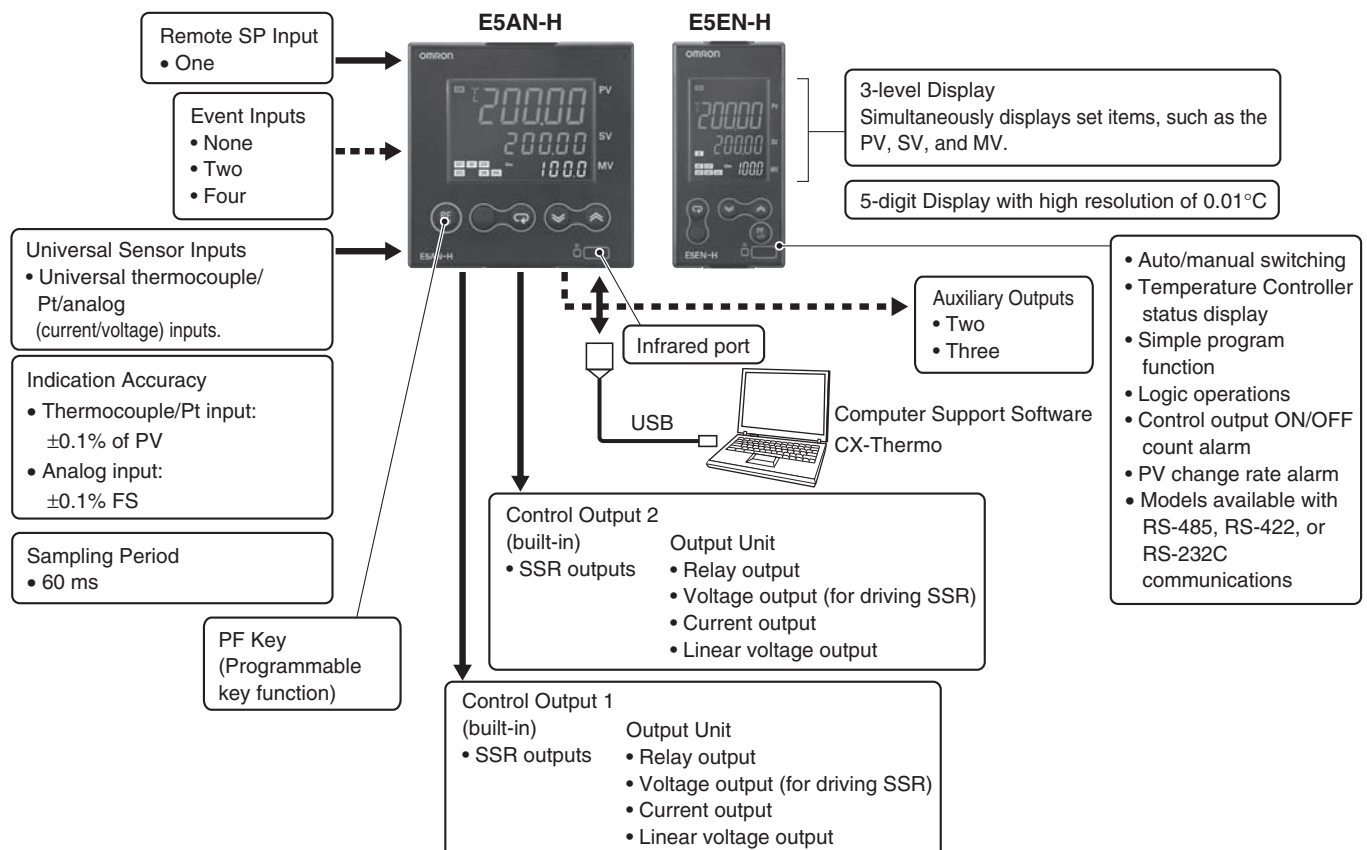 E5AN-H
E5EN-H
Remote SP Input
• One
Event Inputs
• None
• Two
• Four
Universal Sensor Inputs
• Universal thermocouple/
Pt/analog
(current/voltage) inputs.
Indication Accuracy
• Thermocouple/Pt input:
±0.1% of PV
• Analog input:
±0.1% FS
Sampling Period
• 60 ms
OMRON
200.00 PV
200.00 SV
100.0 MV
PF
E5AN-H
OMRON
200.00 PV
200.00
100.0
PF
E5EN-H
3-level Display
Simultaneously displays set items, such as the
PV, SV, and MV.
5-digit Display with high resolution of 0.01°C
• Auto/manual switching
• Temperature Controller
status display
• Simple program
function
• Logic operations
• Control output ON/OFF
count alarm
• PV change rate alarm
• Models available with
RS-485, RS-422, or
RS-232C
communications
Auxiliary Outputs
• Two
• Three
Infrared port
USB
Computer Support Software
CX-Thermo
Control Output 2
(built-in)
• SSR outputs
Output Unit
• Relay output
• Voltage output (for driving SSR)
• Current output
• Linear voltage output
PF Key
(Programmable
key function)
Control Output 1
(built-in)
• SSR outputs
Output Unit
• Relay output
• Voltage output (for driving SSR)
• Current output
• Linear voltage output